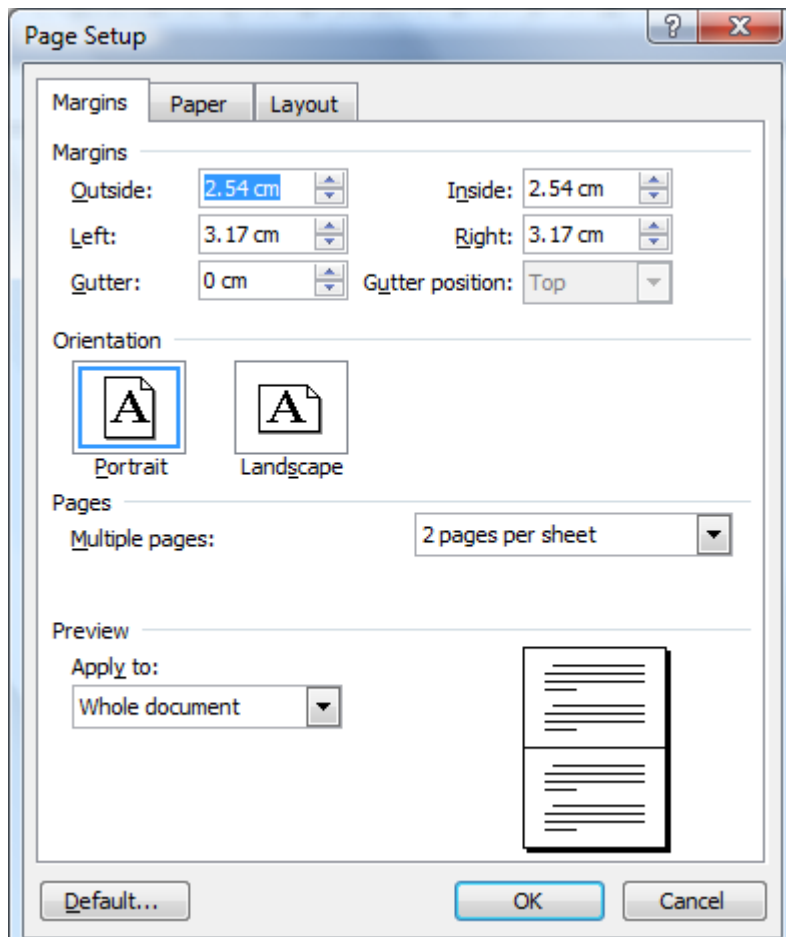 Page Setup
?
Margins Paper Layout
Margins
Outside: 2.54 cm Inside: 2.54 cm
Left: 3.17 cm Right: 3.17 cm
Gutter: 0 cm Gutter position: Top
Orientation
A A
Portrait Landscape
Pages
Multiple pages: 2 pages per sheet
Preview
Apply to:
Whole document
Default... OK Cancel